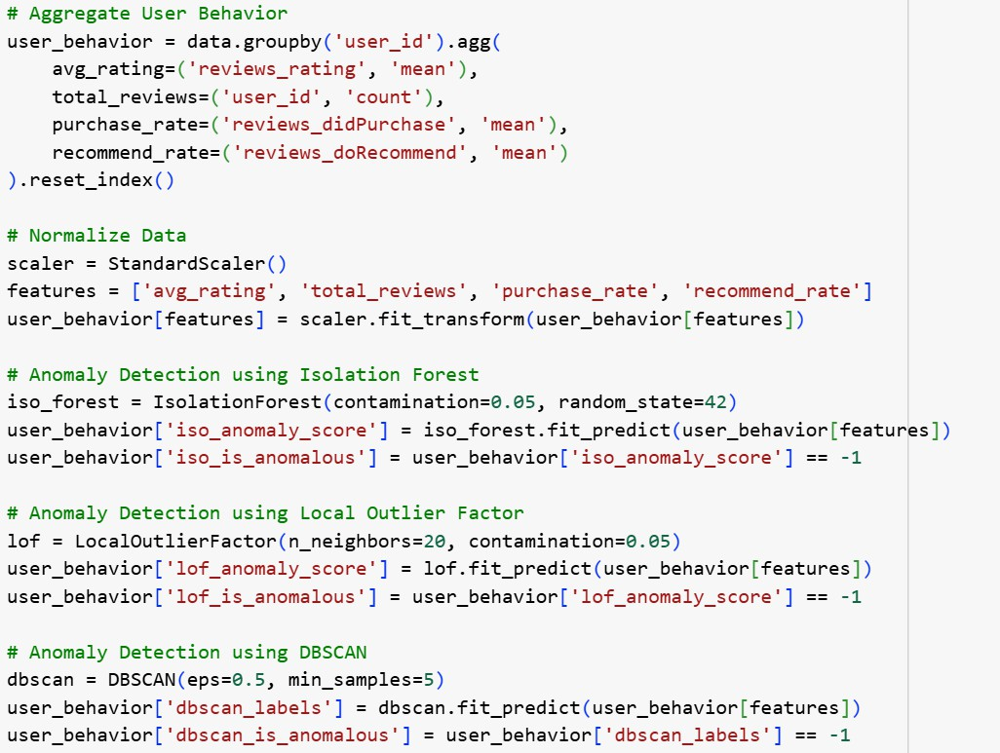 # Aggregate User Behavior
user_behavior = data.groupby('user_id').agg(
    avg_rating=('reviews_rating', 'mean'),
    total_reviews=('user_id', 'count'),
    purchase_rate=('reviews_didPurchase', 'mean'),
    recommend_rate=('reviews_doRecommend', 'mean')
).reset_index()

# Normalize Data
scaler = StandardScaler()
features = ['avg_rating', 'total_reviews', 'purchase_rate', 'recommend_rate']
user_behavior[features] = scaler.fit_transform(user_behavior[features])

# Anomaly Detection using Isolation Forest
iso_forest = IsolationForest(contamination=0.05, random_state=42)
user_behavior['iso_anomaly_score'] = iso_forest.fit_predict(user_behavior[features])
user_behavior['iso_is_anomalous'] = user_behavior['iso_anomaly_score'] == -1

# Anomaly Detection using Local Outlier Factor
lof = LocalOutlierFactor(n_neighbors=20, contamination=0.05)
user_behavior['lof_anomaly_score'] = lof.fit_predict(user_behavior[features])
user_behavior['lof_is_anomalous'] = user_behavior['lof_anomaly_score'] == -1

# Anomaly Detection using DBSCAN
dbscan = DBSCAN(eps=0.5, min_samples=5)
user_behavior['dbscan_labels'] = dbscan.fit_predict(user_behavior[features])
user_behavior['dbscan_is_anomalous'] = user_behavior['dbscan_labels'] == -1